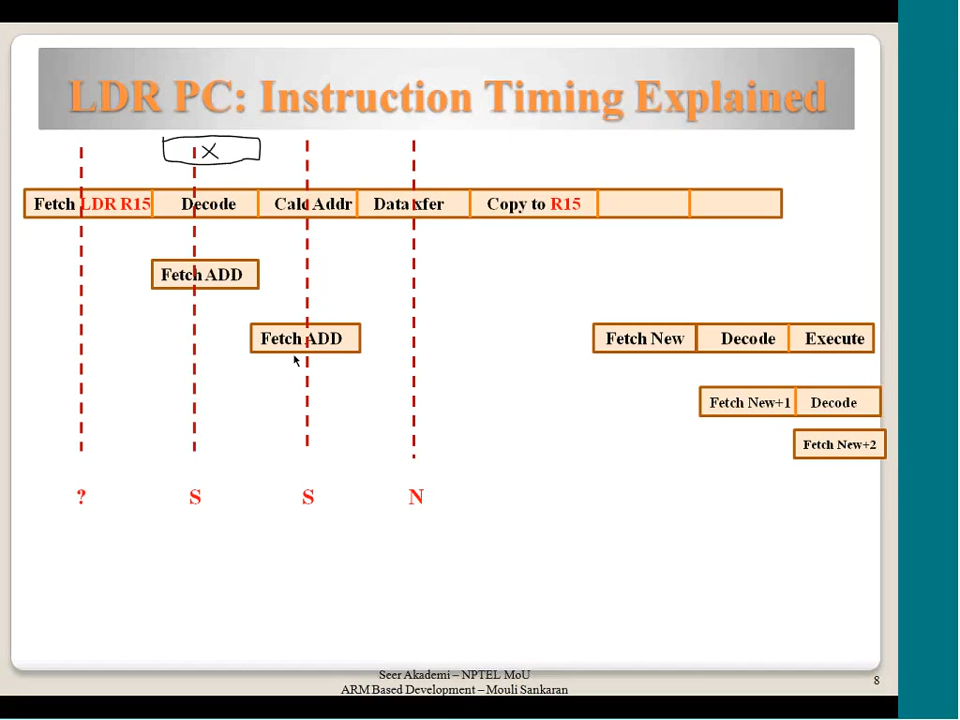 LDR PC: Instruction Timing Explained
X
Fetch LDR R15 Decode Calc Addr Data xfer Copy to R15
Fetch ADD
Fetch ADD Fetch New Decode Execute
Fetch New+1 Decode
Fetch New+2
? S S N
Seer Akademi – NPTEL MoU
ARM Based Development – Mouli Sankaran
8